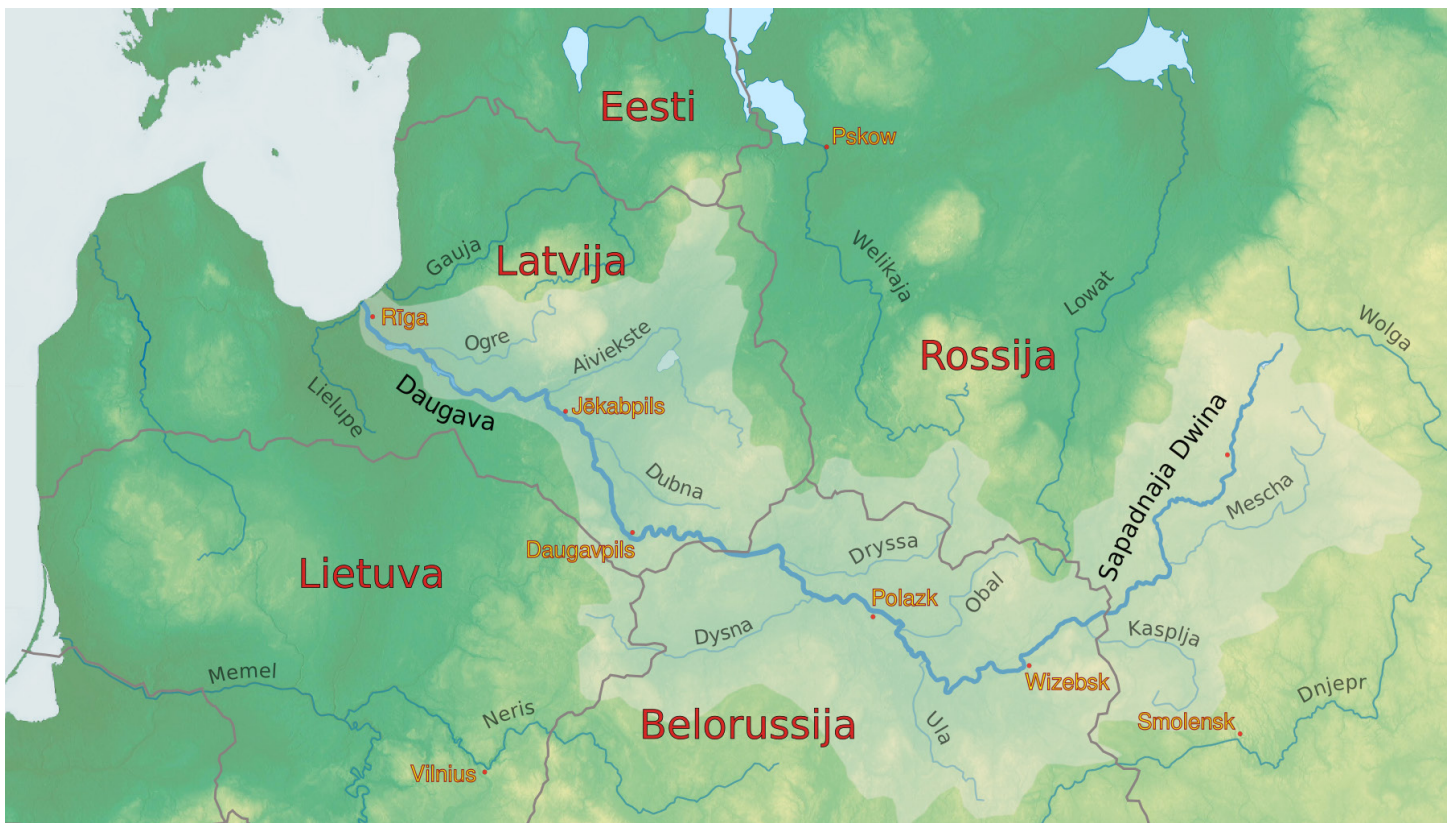 Eesti
Pskow
Gauja
Latvija
Welikaja
Lowat
Rīga
Ogre
Aiviekste
Rossija
Wolga
Lielupe
Daugava
Jēkabpils
Sapadnaja Dwina
Dubna
Mescha
Daugavpils
Dryssa
Lietuva
Polazk
Obal
Dysna
Kasplja
Memel
Neris
Wizebsk
Dnjepr
Belorussija
Ula
Smolensk
Vilnius